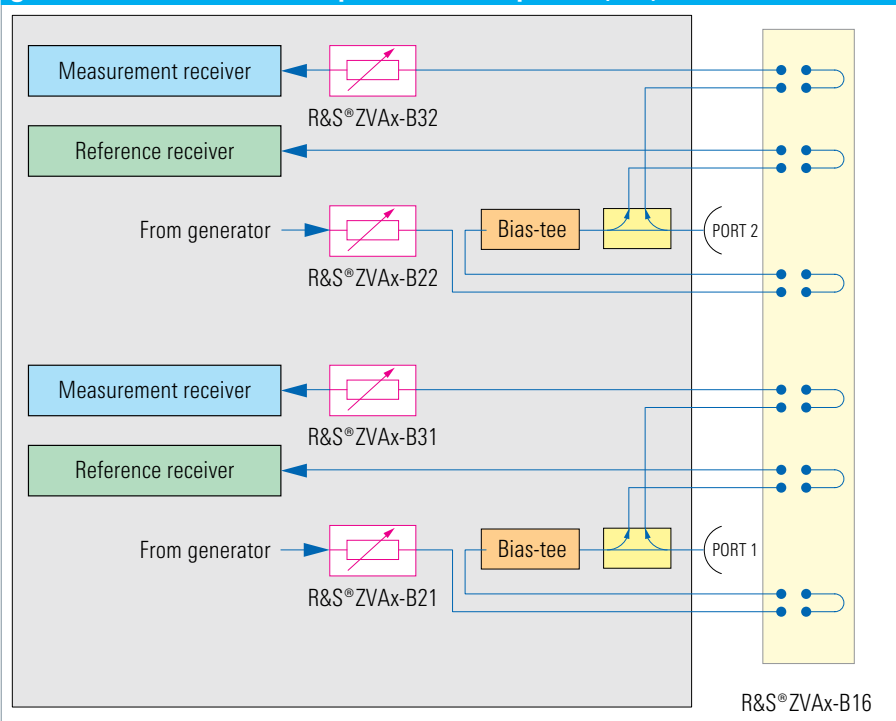 Measurement receiver
R&S®ZVAx-B32
Reference receiver
From generator
Bias-tee
PORT 2
R&S®ZVAx-B22
Measurement receiver
R&S®ZVAx-B31
Reference receiver
From generator
Bias-tee
PORT 1
R&S®ZVAx-B21
R&S®ZVAx-B16